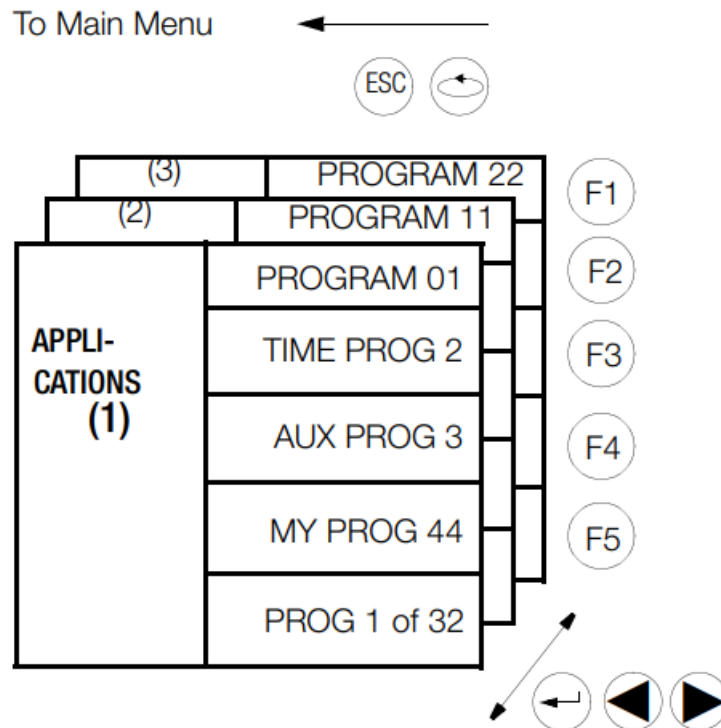 To Main Menu
ESC
(3) PROGRAM 22
F1
(2) PROGRAM 11
PROGRAM 01
F2
APPLI-
CATIONS
(1)
TIME PROG 2
F3
AUX PROG 3
F4
MY PROG 44
F5
PROG 1 of 32